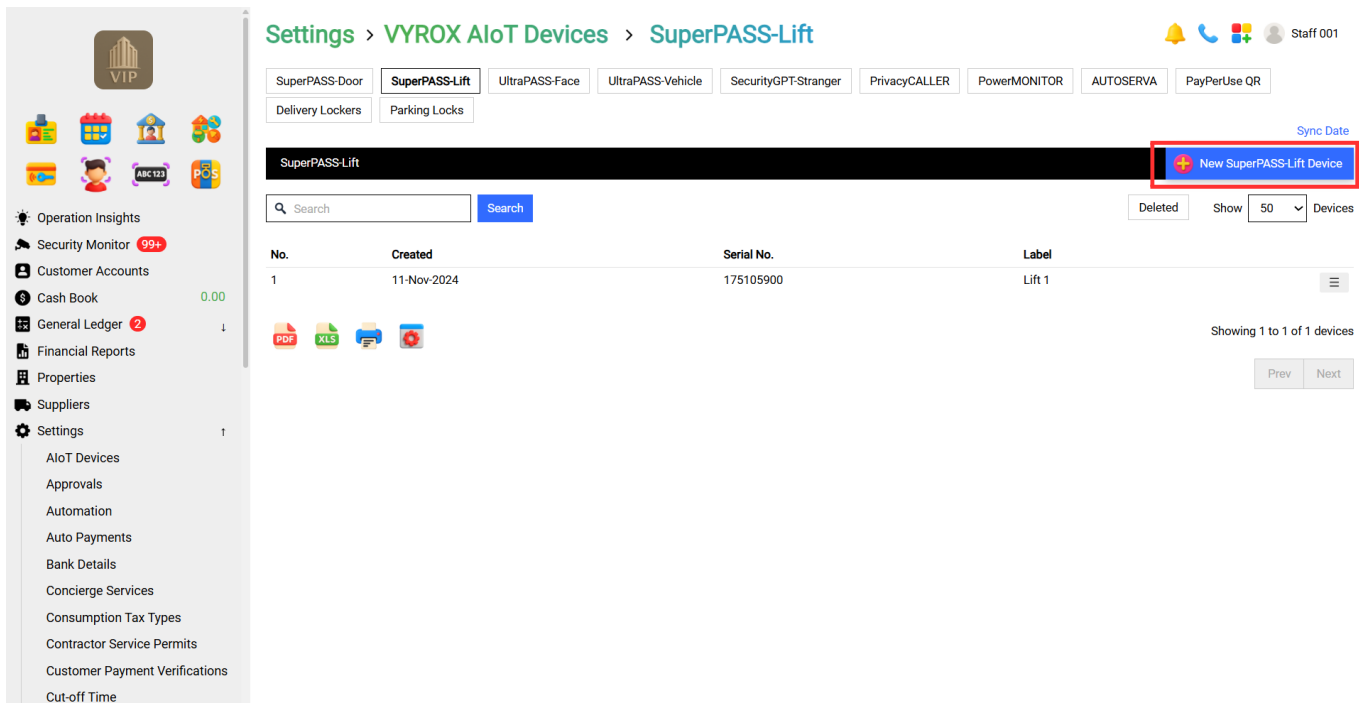 VIP
ABC 123
POS
Operation Insights
Security Monitor 99+
Customer Accounts
Cash Book 0.00
General Ledger 2 ↓
Financial Reports
Properties
Suppliers
Settings ↑
AIoT Devices
Approvals
Automation
Auto Payments
Bank Details
Concierge Services
Consumption Tax Types
Contractor Service Permits
Customer Payment Verifications
Cut-off Time
Settings > VYROX AIoT Devices > SuperPASS-Lift
Staff 001
SuperPASS-Door SuperPASS-Lift UltraPASS-Face UltraPASS-Vehicle SecurityGPT-Stranger PrivacyCALLER PowerMONITOR AUTOSERVA PayPerUse QR
Delivery Lockers Parking Locks
Sync Date
SuperPASS-Lift New SuperPASS-Lift Device
Search Search Deleted Show 50 Devices
No. Created Serial No. Label
1 11-Nov-2024 175105900 Lift 1
PDF XLS Showing 1 to 1 of 1 devices
Prev Next